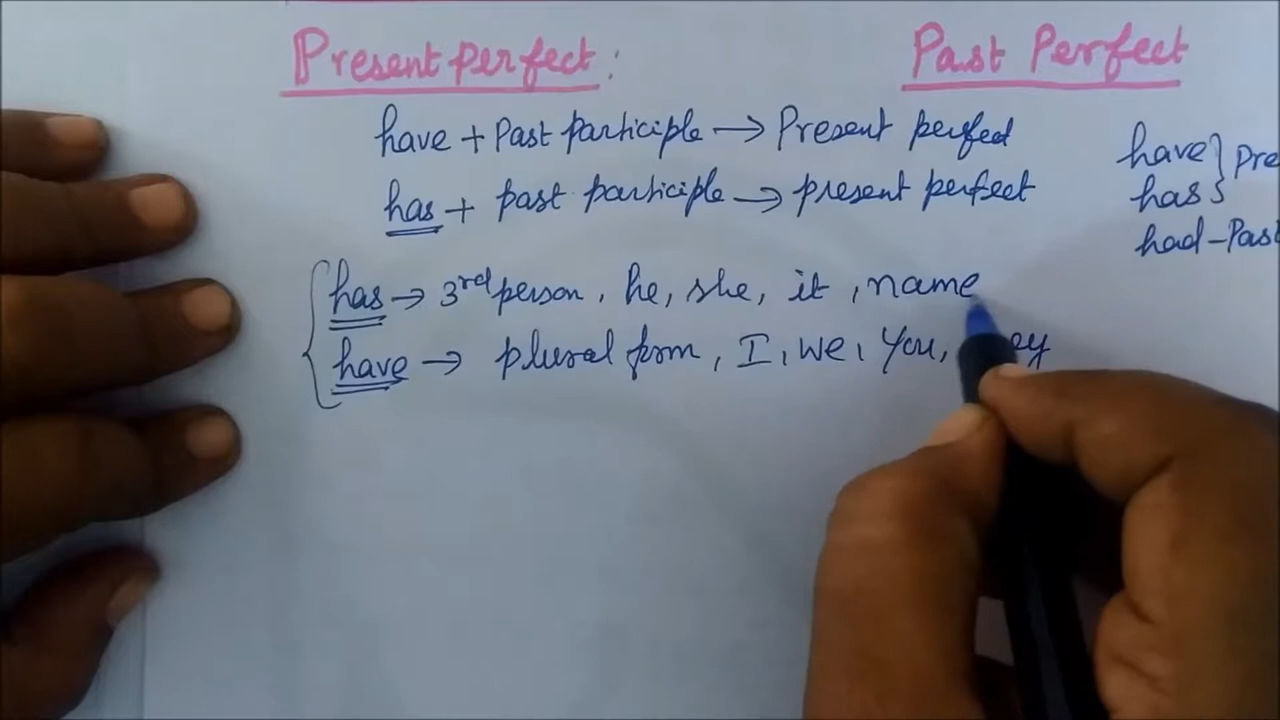 Present perfect:
Past Perfect
have + Past participle → Present perfect
has + past participle → present perfect
have } Pre
has
had - Past
has → 3rd person, he, she, it, name
have → plural form, I, we, You,